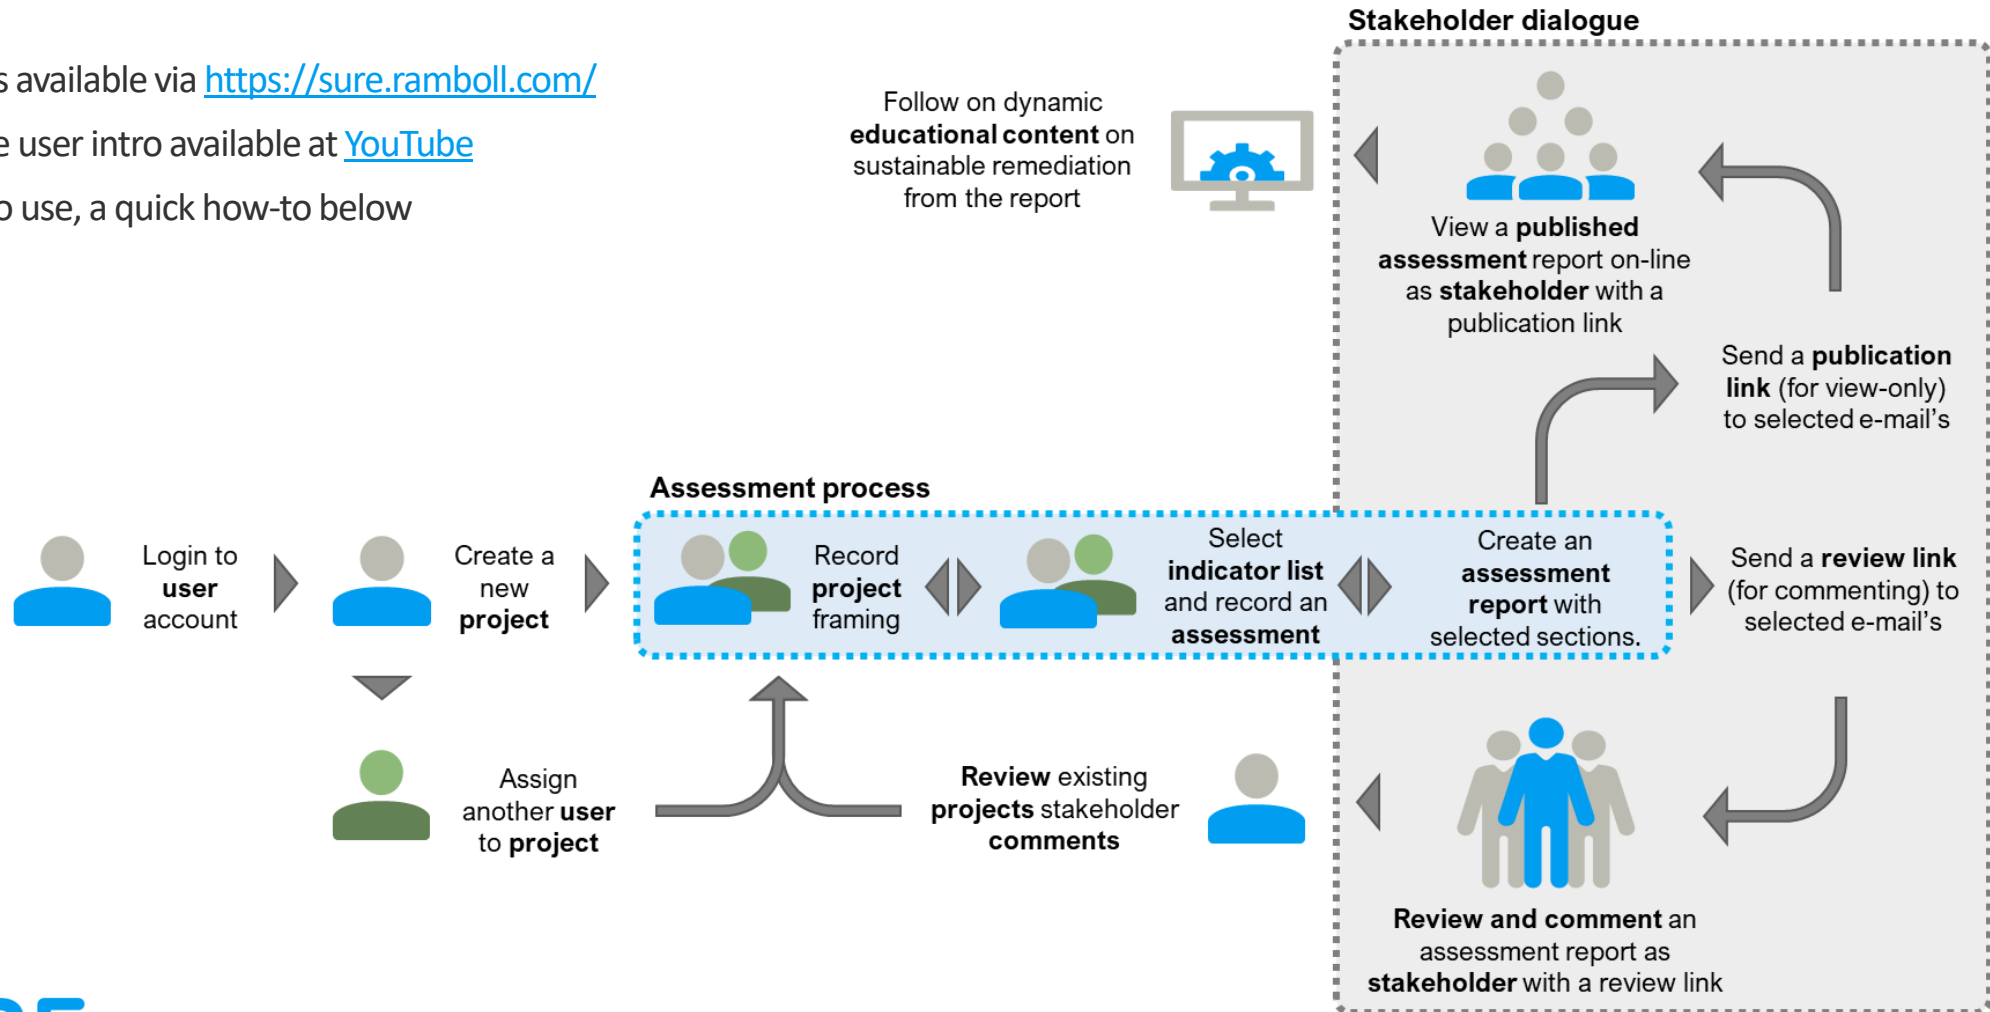 Stakeholder dialogue
s available via https://sure.ramboll.com/
e user intro available at YouTube
o use, a quick how-to below
Follow on dynamic
educational content on
sustainable remediation
from the report
View a published
assessment report on-line
as stakeholder with a
publication link
Send a publication
link (for view-only)
to selected e-mail's
Assessment process
Login to
user
account
Create a
new
project
Record
project
framing
Select
indicator list
and record an
assessment
Create an
assessment
report with
selected sections.
Send a review link
(for commenting) to
selected e-mail's
Assign
another user
to project
Review existing
projects stakeholder
comments
Review and comment an
assessment report as
stakeholder with a review link